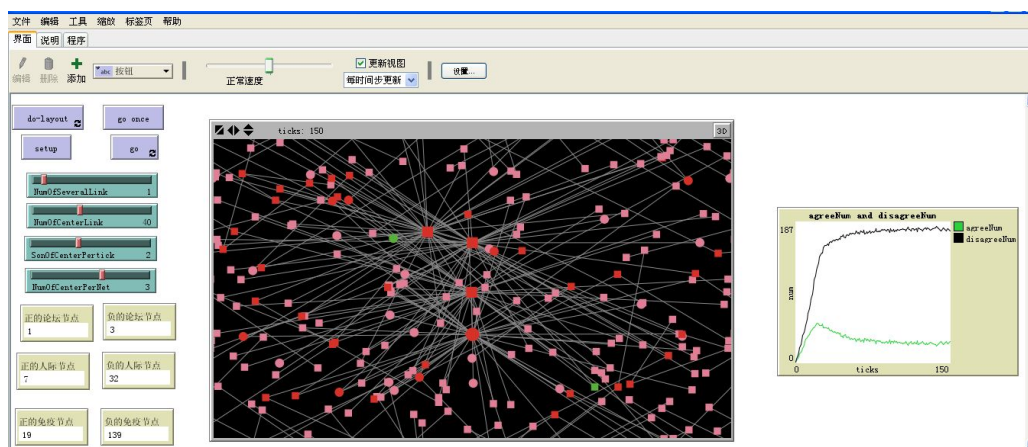 文件 编辑 工具 缩放 标签页 帮助
界面 说明 程序
编辑 删除 添加 abc 按钮 正常速度 更新视图 每时间步更新 设置...
do-layout go once
setup go
NumOfSeveralLink 1
NumOfCenterLink 40
SonOfCenterPertick 2
NumOfCenterPerNet 3
正的论坛节点 负的论坛节点
1 3
正的人际节点 负的人际节点
7 32
正的免疫节点 负的免疫节点
19 139
ticks: 150 3D
agreeNum and disagreeNum
187
num
0
0 ticks 150
agreeNum
disagreeNum